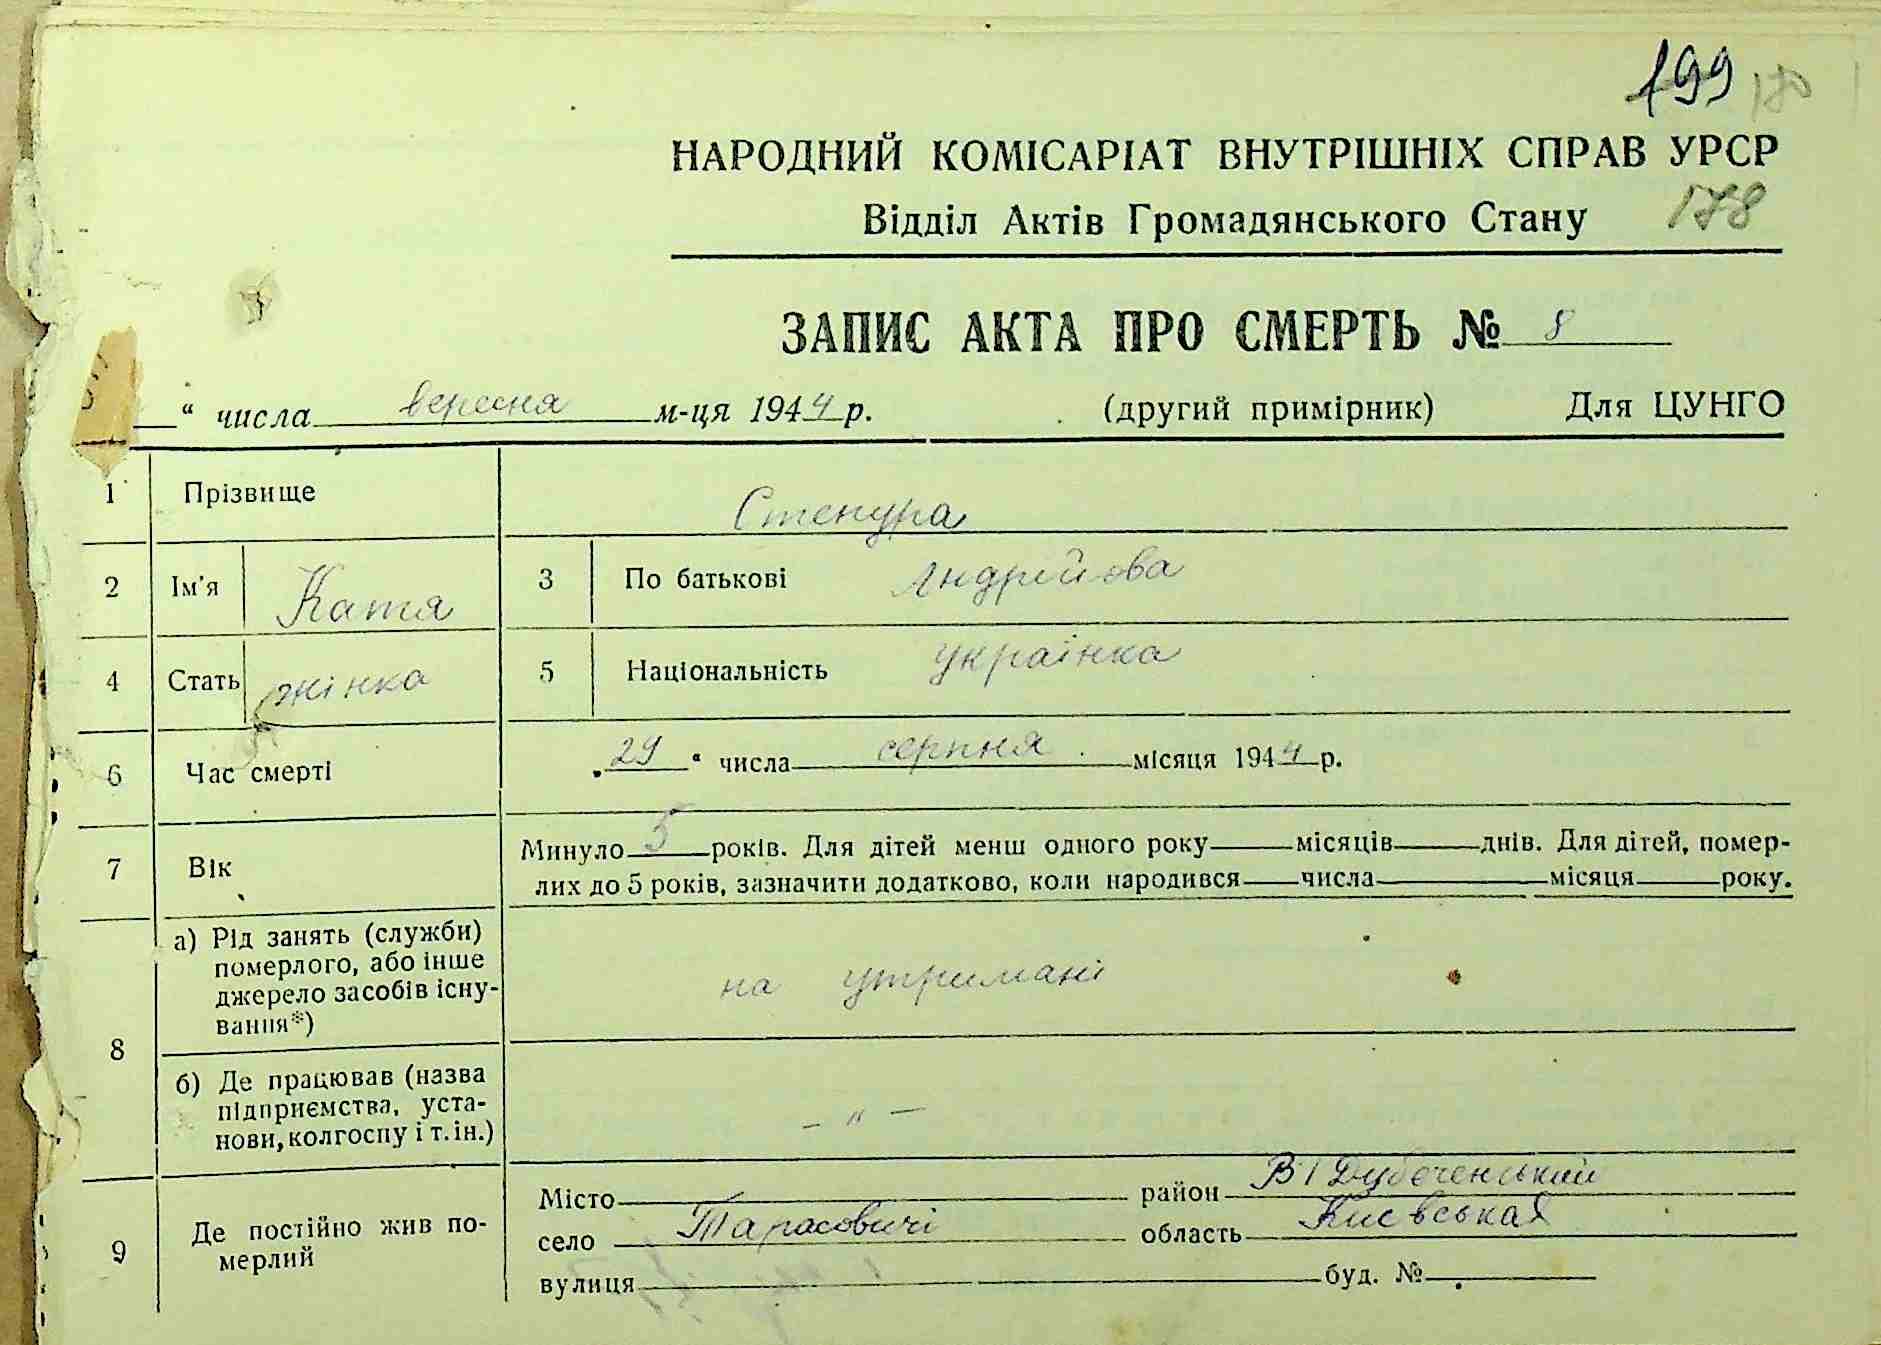 199 180
НАРОДНИЙ КОМІСАРІАТ ВНУТРІШНІХ СПРАВ УРСР
Відділ Актів Громадянського Стану 178
ЗАПИС АКТА ПРО СМЕРТЬ № 8
“ числа вересня м-ця 1944 р. (другий примірник) Для ЦУНГО
1 Прізвище Степура
2 Ім'я Катя 3 По батькові Андрійова
4 Стать жінка 5 Національність українка
6 Час смерті „29“ числа серпня місяця 1944 р.
7 Вік Минуло 5 років. Для дітей менш одного року місяців днів. Для дітей, помер-
лих до 5 років, зазначити додатково, коли народився числа місяця року.
8 а) Рід занять (служби)
померлого, або інше
джерело засобів існу-
вання*)
на утримані
б) Де працював (назва
підприємства, уста-
нови, колгоспу і т. ін.)
– " –
9 Де постійно жив по-
мерлий
Місто район В/Дубеченський
село Тарасовичі область Киевська
вулиця буд. №